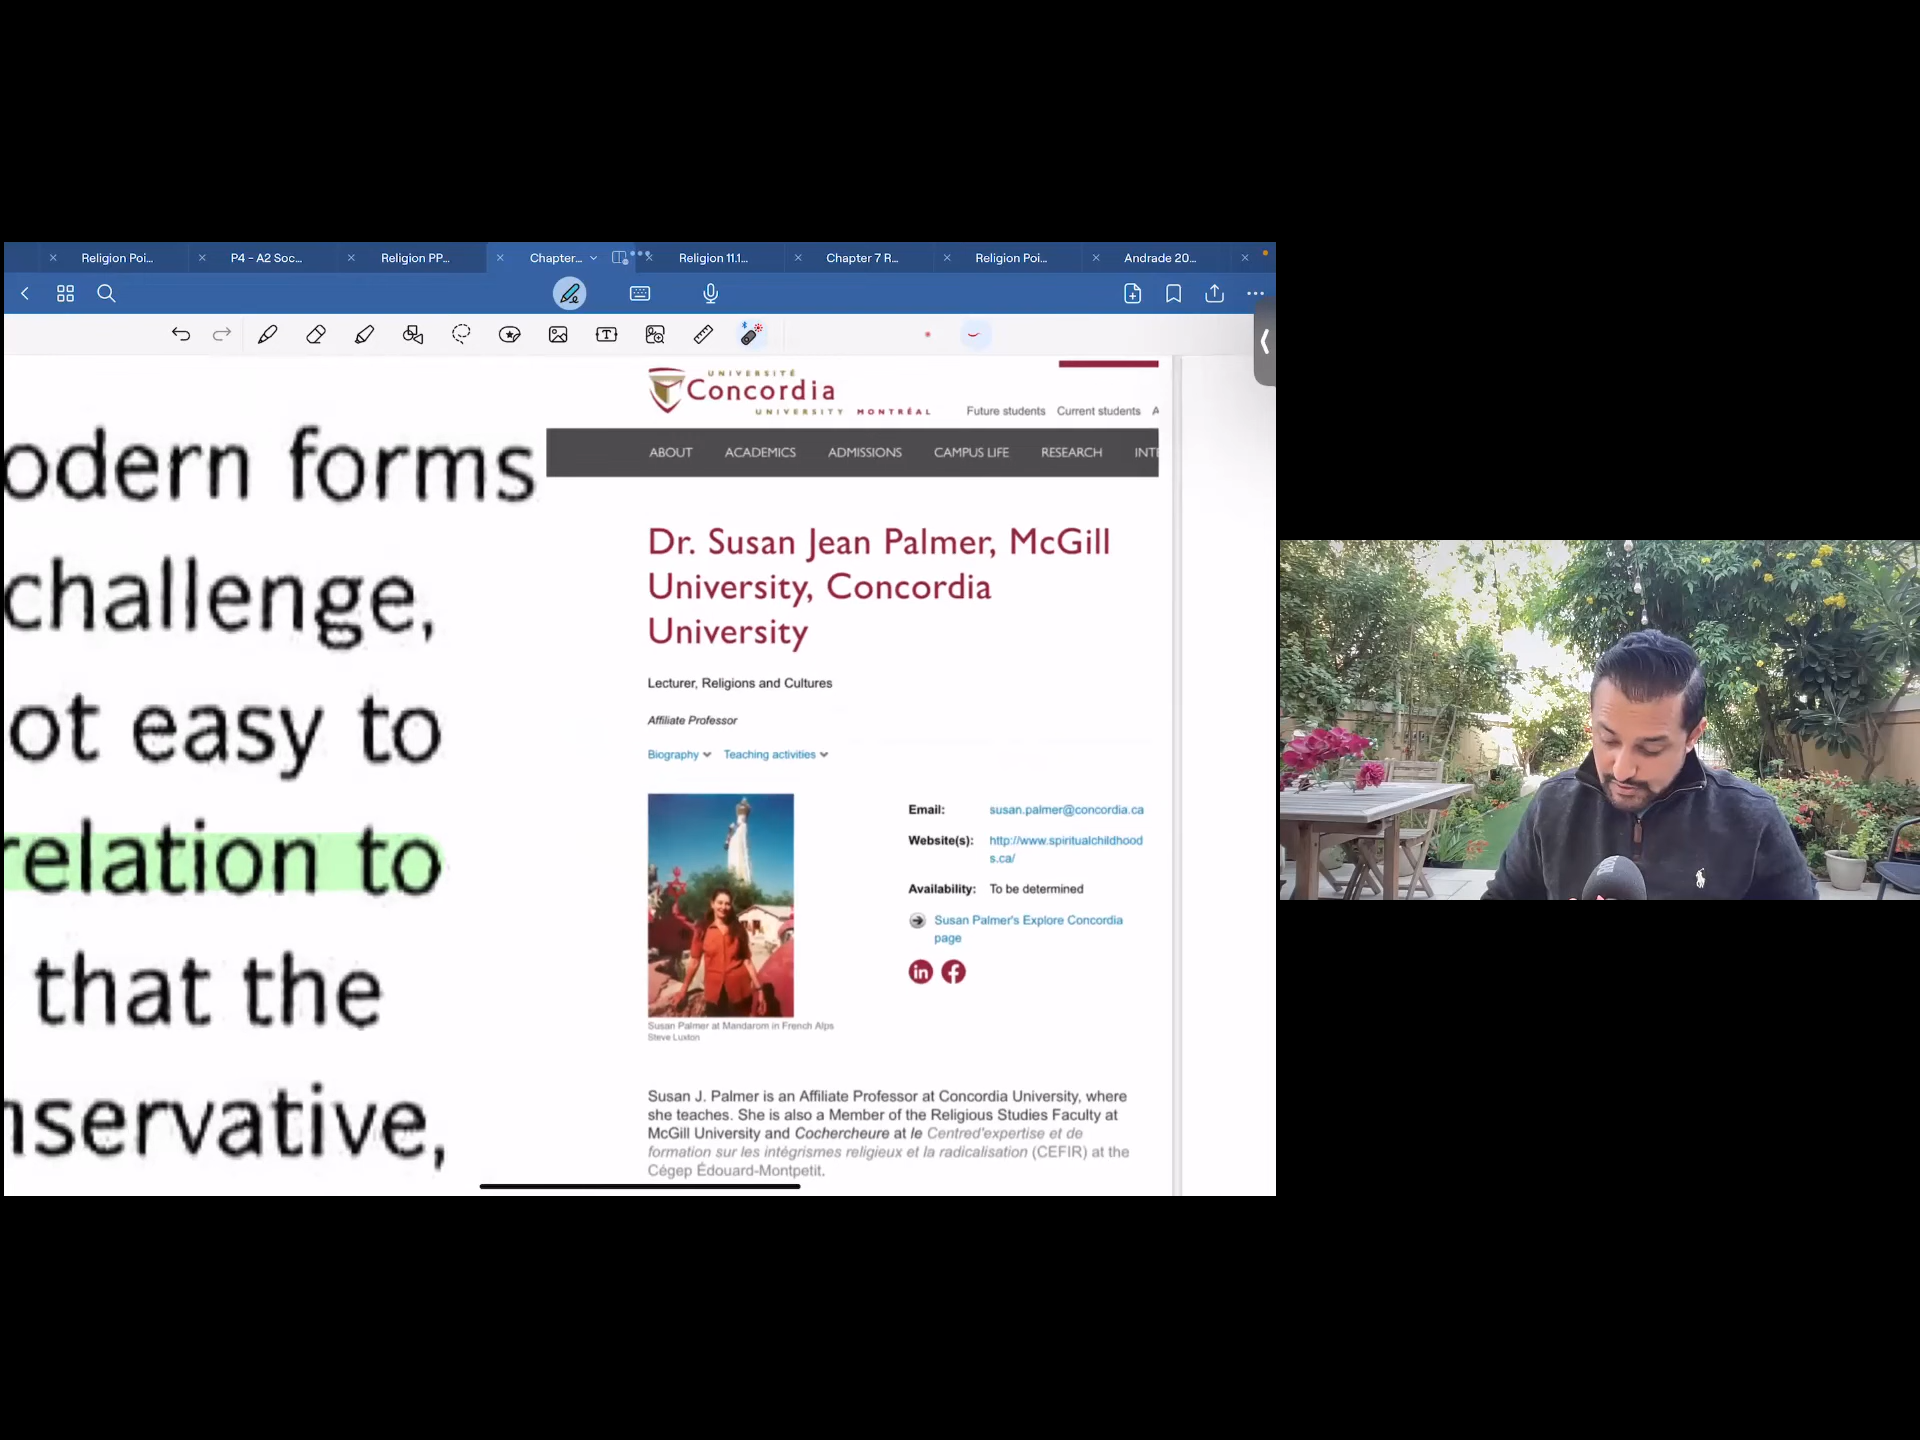 Religion Poi...
P4 - A2 Soc...
Religion PP...
Chapter...
Religion 11.1...
Chapter 7 R...
Religion Poi...
Andrade 20...
odern forms
challenge,
ot easy to
relation to
that the
nservative,
UNIVERSITÉ
Concordia
UNIVERSITY MONTRÉAL
Future students Current students A
ABOUT ACADEMICS ADMISSIONS CAMPUS LIFE RESEARCH INTE
Dr. Susan Jean Palmer, McGill
University, Concordia
University
Lecturer, Religions and Cultures
Affiliate Professor
Biography Teaching activities
Email: susan.palmer@concordia.ca
Website(s): http://www.spiritualchildhood
s.ca/
Availability: To be determined
Susan Palmer's Explore Concordia
page
in f
Susan Palmer at Mandarom in French Alps
Steve Luxton
Susan J. Palmer is an Affiliate Professor at Concordia University, where
she teaches. She is also a Member of the Religious Studies Faculty at
McGill University and Cochercheure at le Centred'expertise et de
formation sur les intégrismes religieux et la radicalisation (CEFIR) at the
Cégep Édouard-Montpetit.